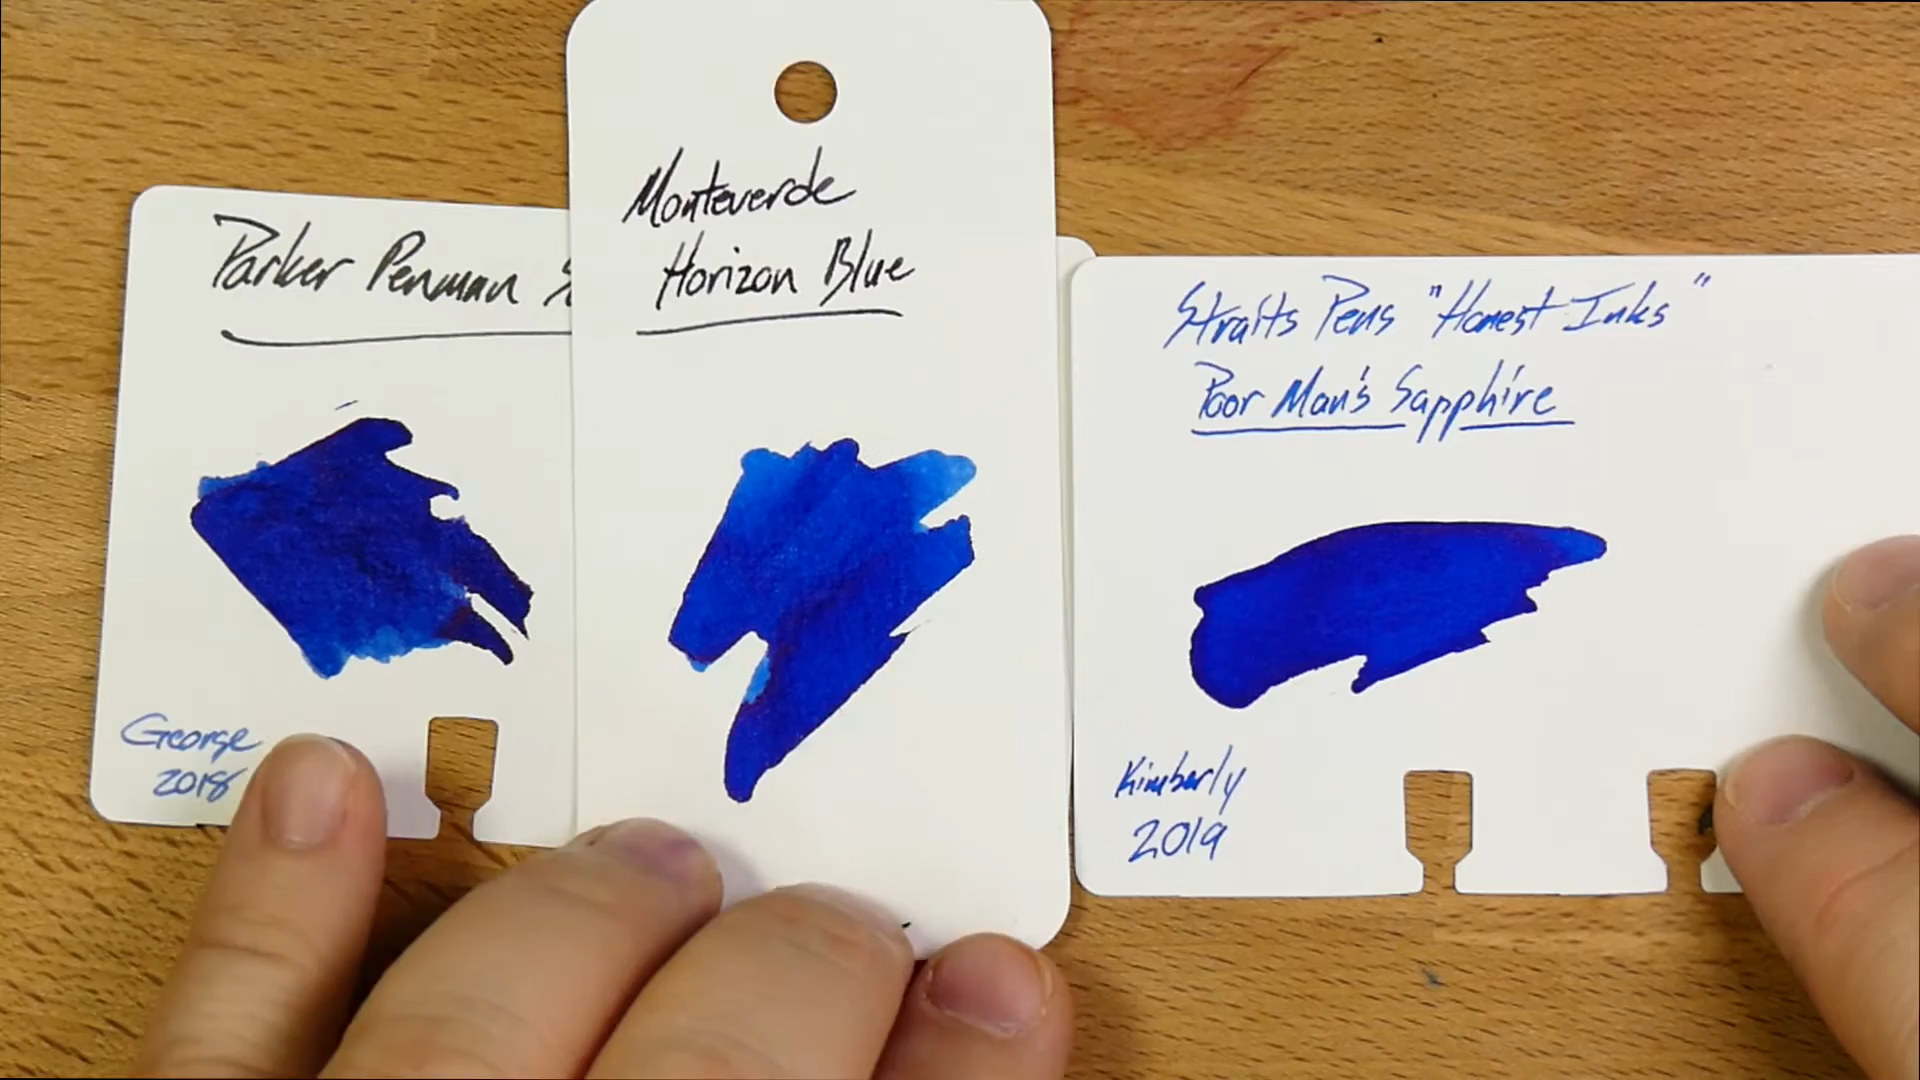 Parker Penman
George
2018
Monteverde
Horizon Blue
Straits Pens "Honest Inks"
Poor Man's Sapphire
Kimberly
2019